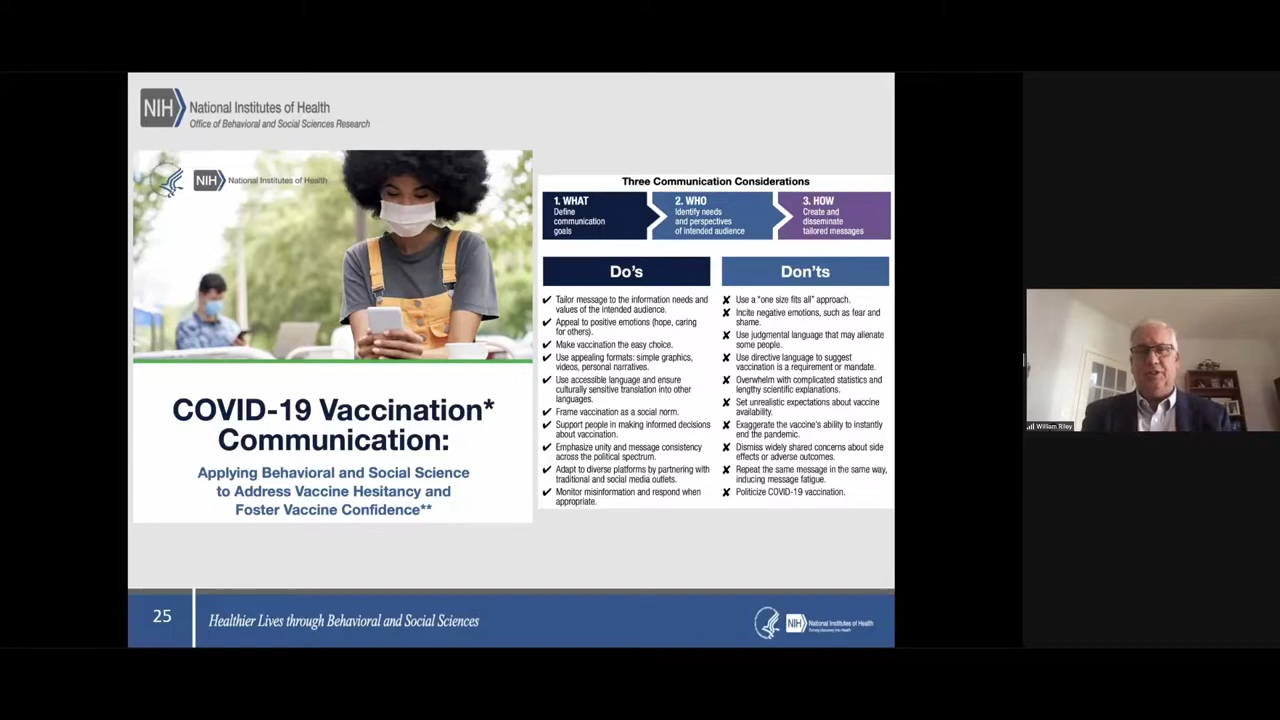 NIH National Institutes of Health
Office of Behavioral and Social Sciences Research
NIH National Institutes of Health
COVID-19 Vaccination*
Communication:
Applying Behavioral and Social Science
to Address Vaccine Hesitancy and
Foster Vaccine Confidence**
Three Communication Considerations
1. WHAT
Define
communication
goals
2. WHO
Identify needs
and perspectives
of intended audience
3. HOW
Create and
disseminate
tailored messages
Do's
✔ Tailor message to the information needs and
values of the intended audience.
✔ Appeal to positive emotions (hope, caring
for others).
✔ Make vaccination the easy choice.
✔ Use appealing formats: simple graphics,
videos, personal narratives.
✔ Use accessible language and ensure
culturally sensitive translation into other
languages.
✔ Frame vaccination as a social norm.
✔ Support people in making informed decisions
about vaccination.
✔ Emphasize unity and message consistency
across the political spectrum.
✔ Adapt to diverse platforms by partnering with
traditional and social media outlets.
✔ Monitor misinformation and respond when
appropriate.
Don'ts
✘ Use a "one size fits all" approach.
✘ Incite negative emotions, such as fear and
shame.
✘ Use judgmental language that may alienate
some people.
✘ Use directive language to suggest
vaccination is a requirement or mandate.
✘ Overwhelm with complicated statistics and
lengthy scientific explanations.
✘ Set unrealistic expectations about vaccine
availability.
✘ Exaggerate the vaccine's ability to instantly
end the pandemic.
✘ Dismiss widely shared concerns about side
effects or adverse outcomes.
✘ Repeat the same message in the same way,
inducing message fatigue.
✘ Politicize COVID-19 vaccination.
William Riley
25
Healthier Lives through Behavioral and Social Sciences
NIH National Institutes of Health